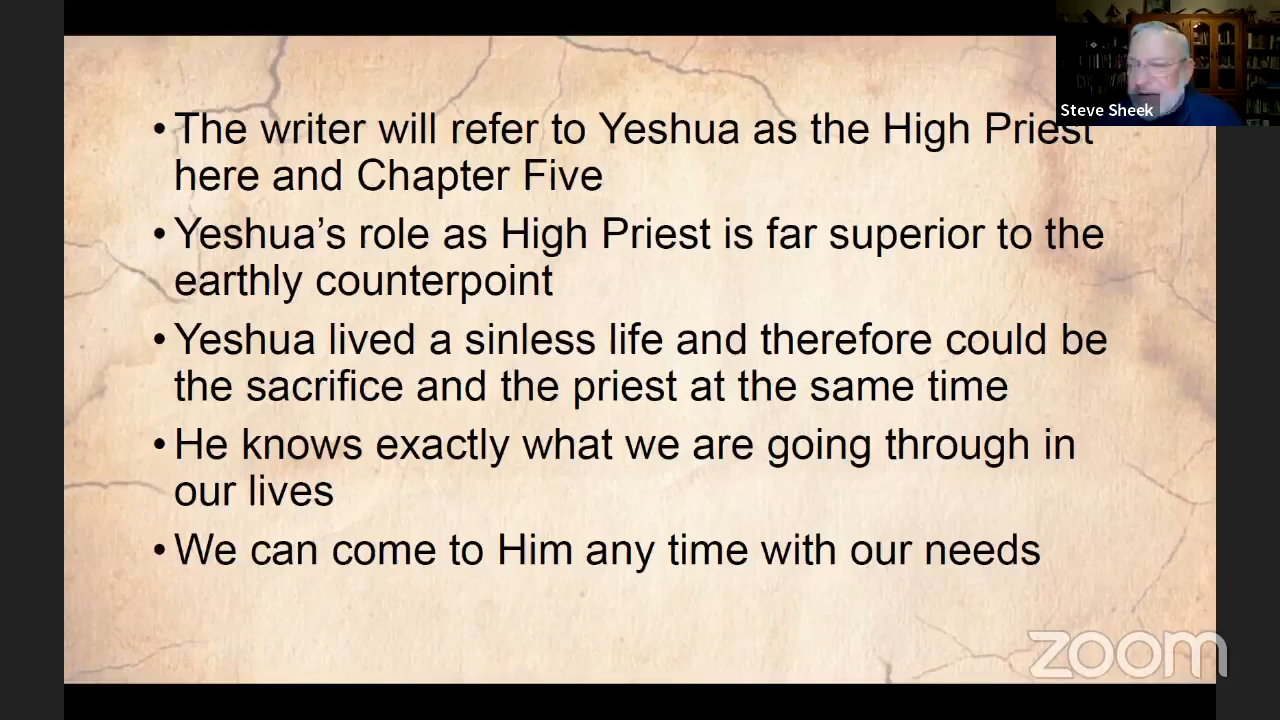 Steve Sheek
• The writer will refer to Yeshua as the High Priest
here and Chapter Five
• Yeshua’s role as High Priest is far superior to the
earthly counterpoint
• Yeshua lived a sinless life and therefore could be
the sacrifice and the priest at the same time
• He knows exactly what we are going through in
our lives
• We can come to Him any time with our needs
zoom